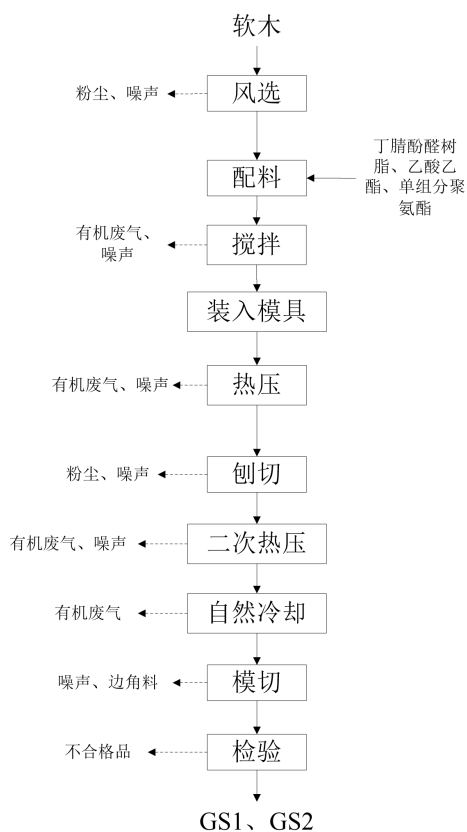 软木
粉尘、噪声
风选
丁腈酚醛树
脂、乙酸乙
酯、单组分聚
氨酯
配料
有机废气、
噪声
搅拌
装入模具
有机废气、噪声
热压
粉尘、噪声
刨切
有机废气、噪声
二次热压
有机废气
自然冷却
噪声、边角料
模切
不合格品
检验
GS1、GS2